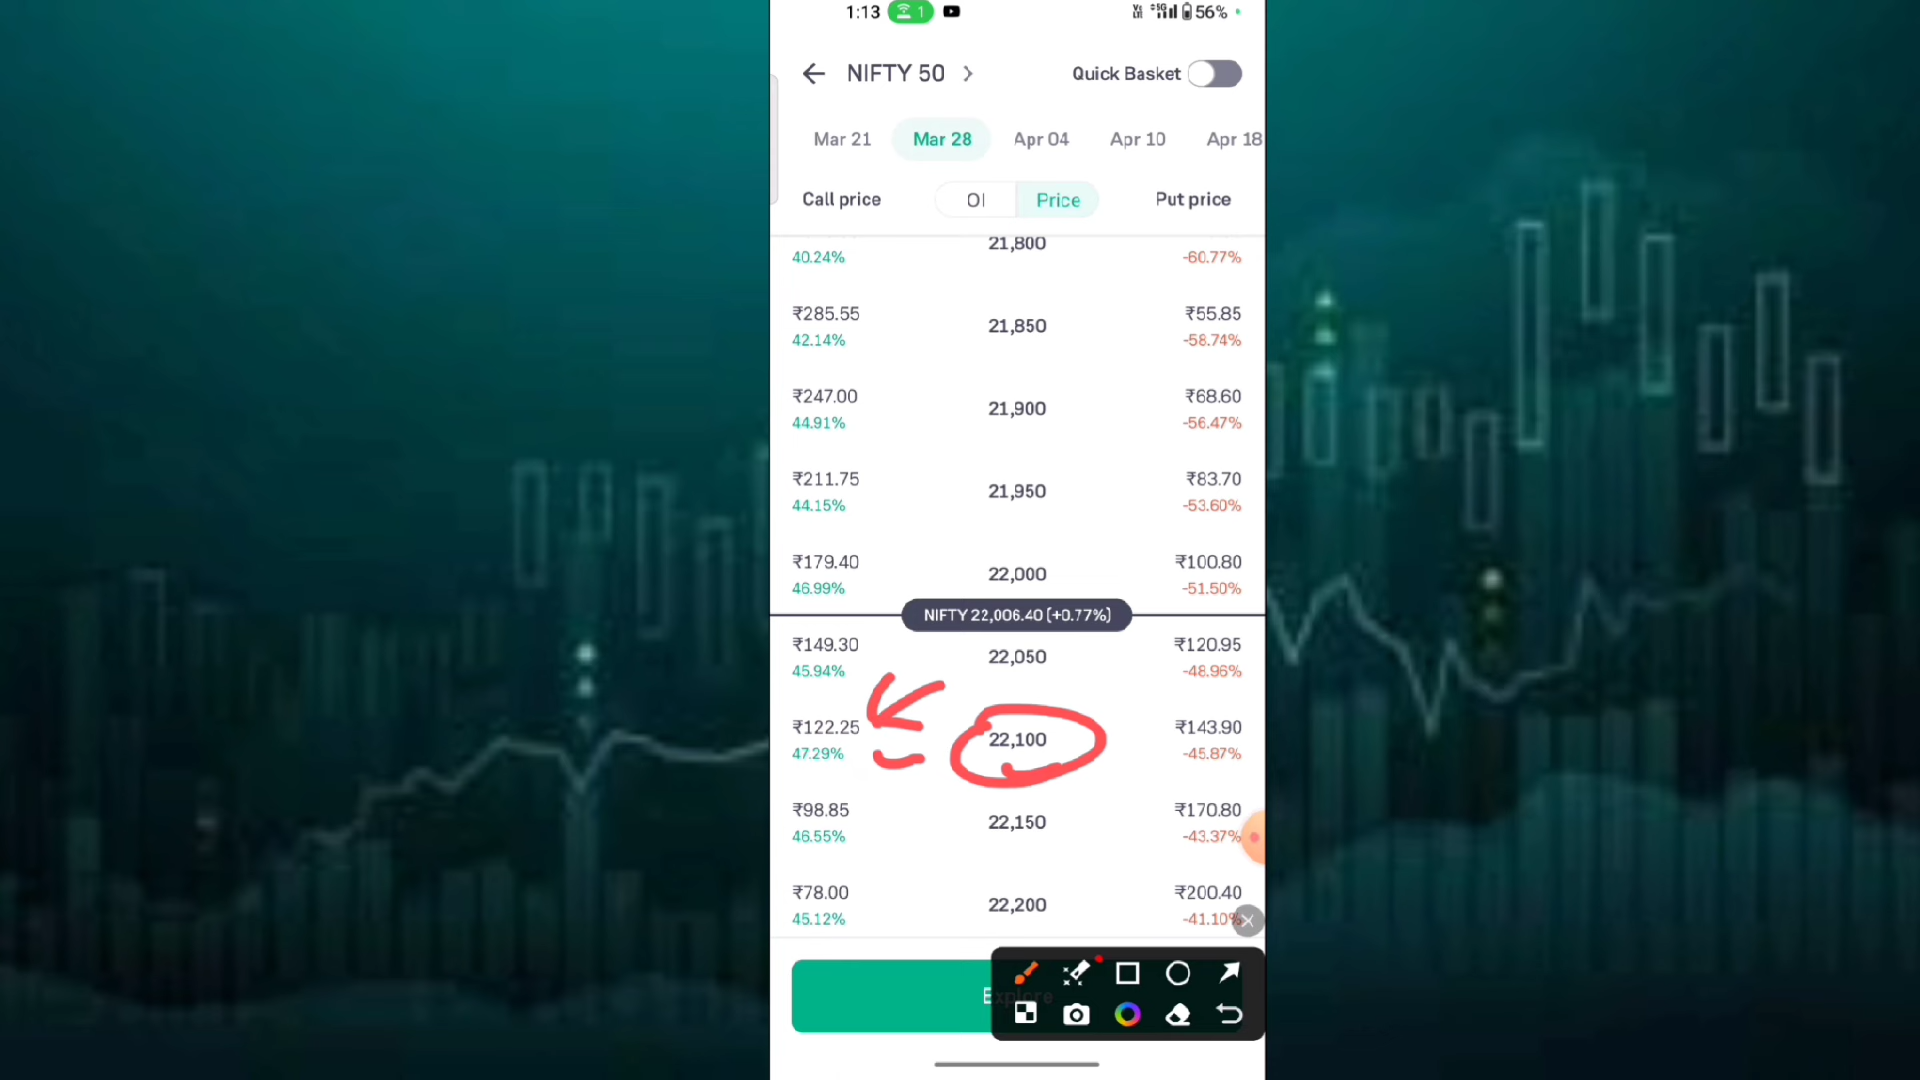 1:13 1 56%
NIFTY 50 Quick Basket
Mar 21 Mar 28 Apr 04 Apr 10 Apr 18
Call price OI Price Put price
21,800
40.24% -60.77%
₹285.55 21,850 ₹55.85
42.14% -58.74%
₹247.00 21,900 ₹68.60
44.91% -56.47%
₹211.75 21,950 ₹83.70
44.15% -53.60%
₹179.40 22,000 ₹100.80
46.99% -51.50%
NIFTY 22,006.40 (+0.77%)
₹149.30 22,050 ₹120.95
45.94% -48.96%
₹122.25 22,100 ₹143.90
47.29% -45.87%
₹98.85 22,150 ₹170.80
46.55% -43.37%
₹78.00 22,200 ₹200.40
45.12% -41.10%
Explore